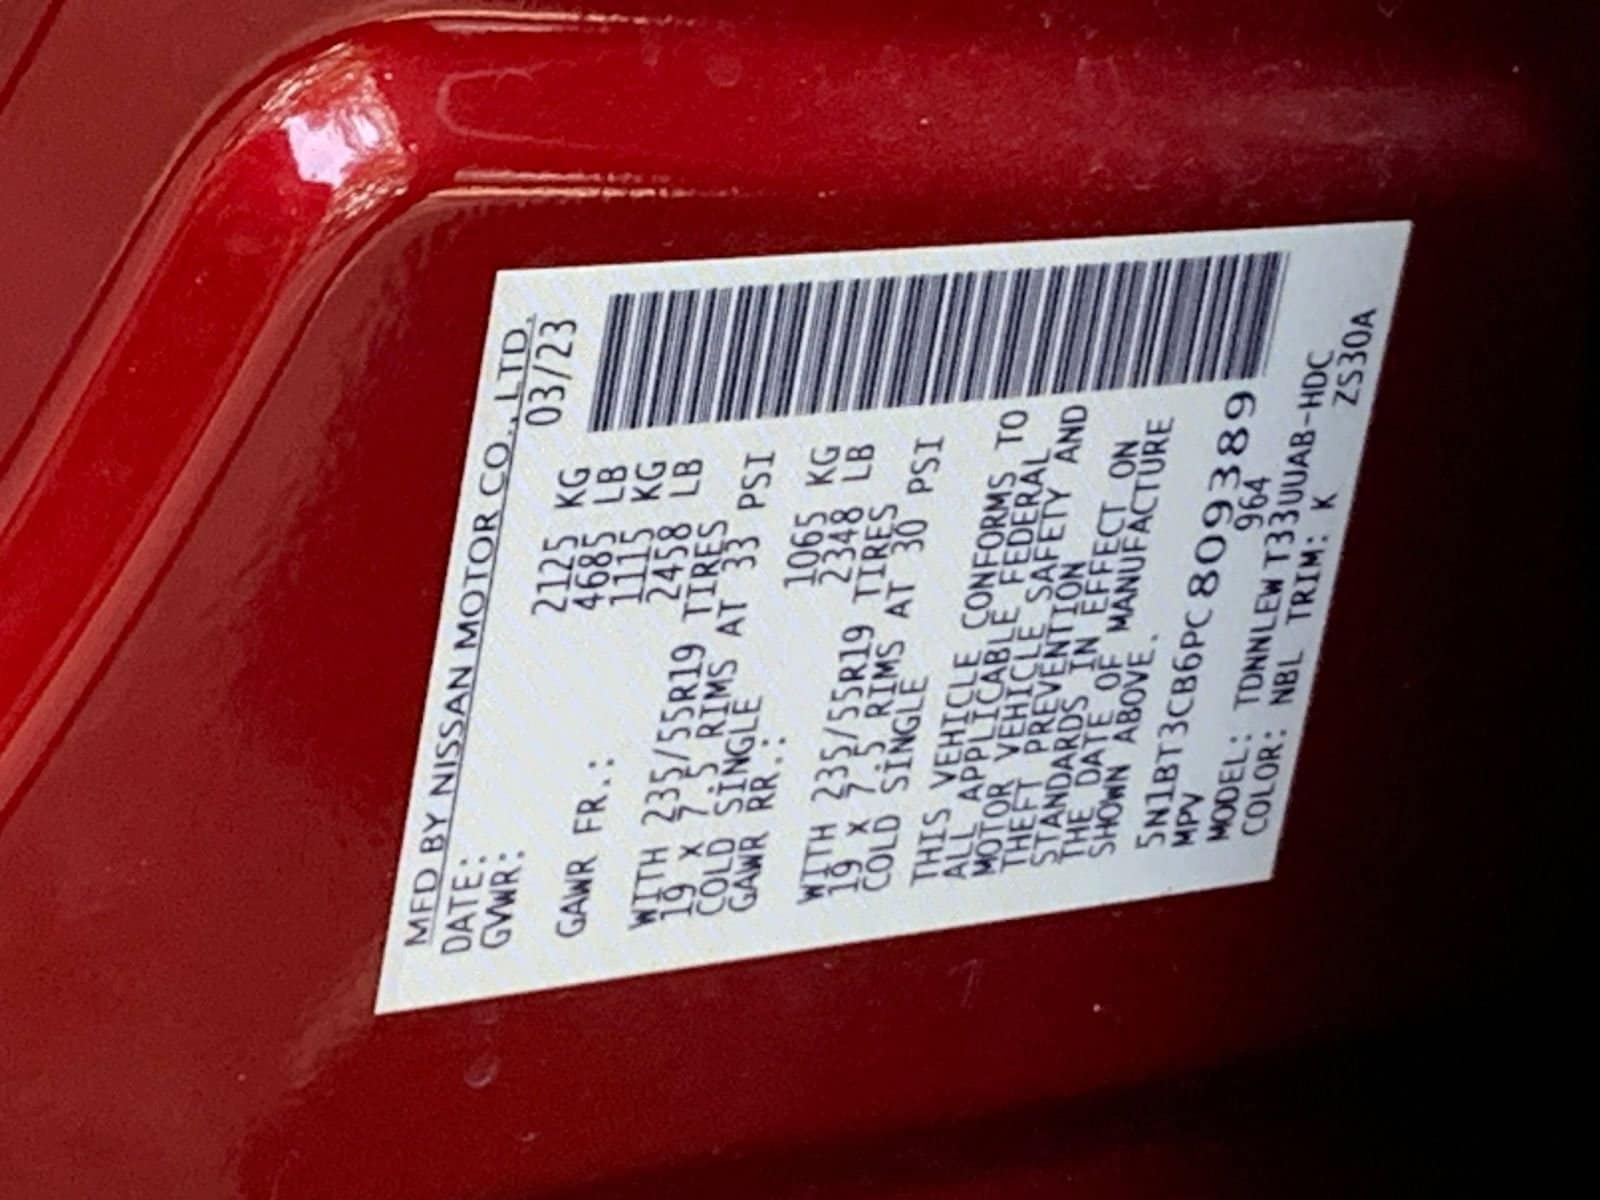 MFD BY NISSAN MOTOR CO., LTD.
DATE: 03/23
GVWR: 2125 KG
4685 LB
GAWR FR.: 1115 KG
2458 LB
WITH 235/55R19 TIRES
19 X 7.5 RIMS AT 33 PSI
COLD SINGLE
GAWR RR.: 1065 KG
2348 LB
WITH 235/55R19 TIRES
19 X 7.5 RIMS AT 30 PSI
COLD SINGLE
THIS VEHICLE CONFORMS TO
ALL APPLICABLE FEDERAL
MOTOR VEHICLE SAFETY AND
THEFT PREVENTION
STANDARDS IN EFFECT ON
THE DATE OF MANUFACTURE
SHOWN ABOVE.
5N1BT3CB6PC809389
MPV 964
MODEL: TDNNLEW T33UUAB-HDC
COLOR: NBL TRIM: K ZS30A